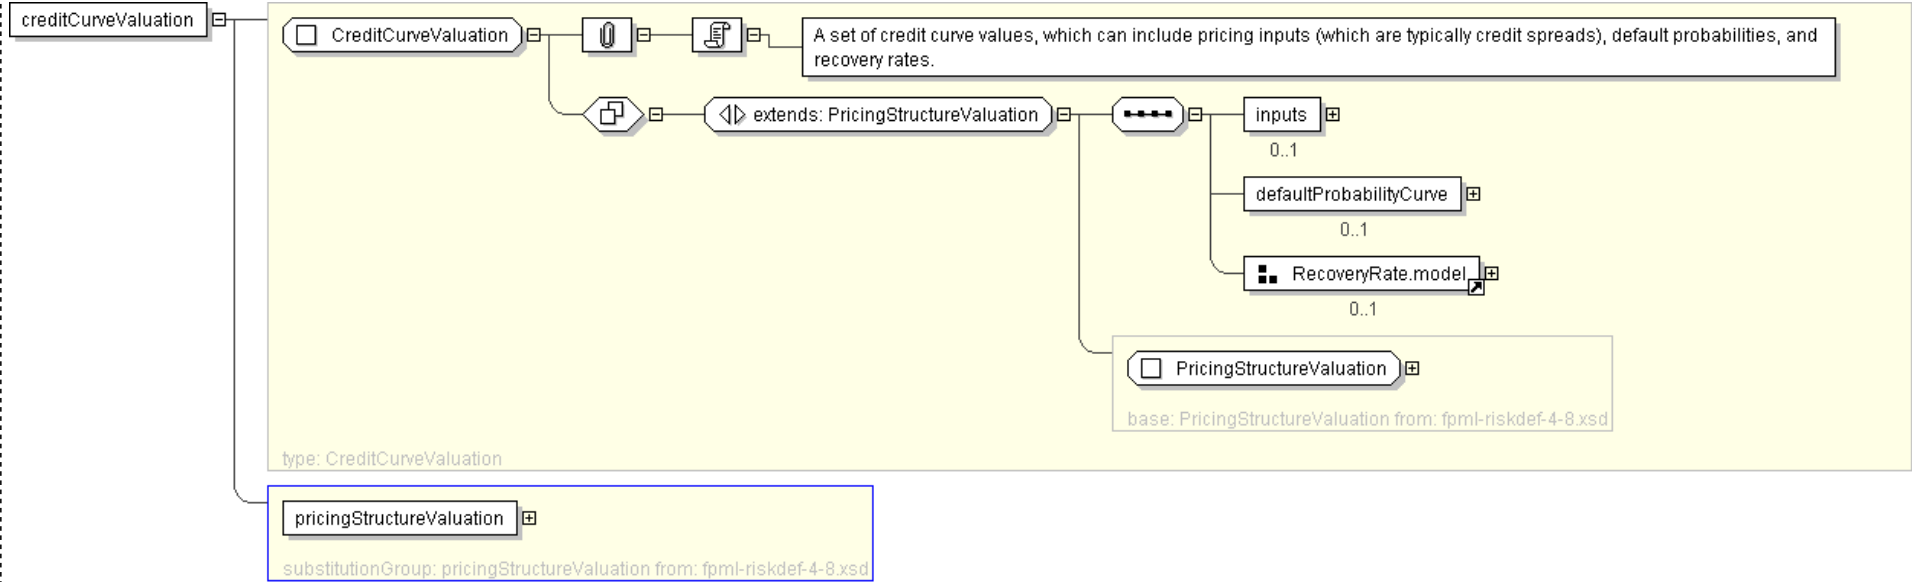 creditCurveValuation
CreditCurveValuation
A set of credit curve values, which can include pricing inputs (which are typically credit spreads), default probabilities, and
recovery rates.
extends: PricingStructureValuation
inputs
0..1
defaultProbabilityCurve
0..1
RecoveryRate.model
0..1
PricingStructureValuation
base: PricingStructureValuation from: fpml-riskdef-4-8.xsd
type: CreditCurveValuation
pricingStructureValuation
substitutionGroup: pricingStructureValuation from: fpml-riskdef-4-8.xsd